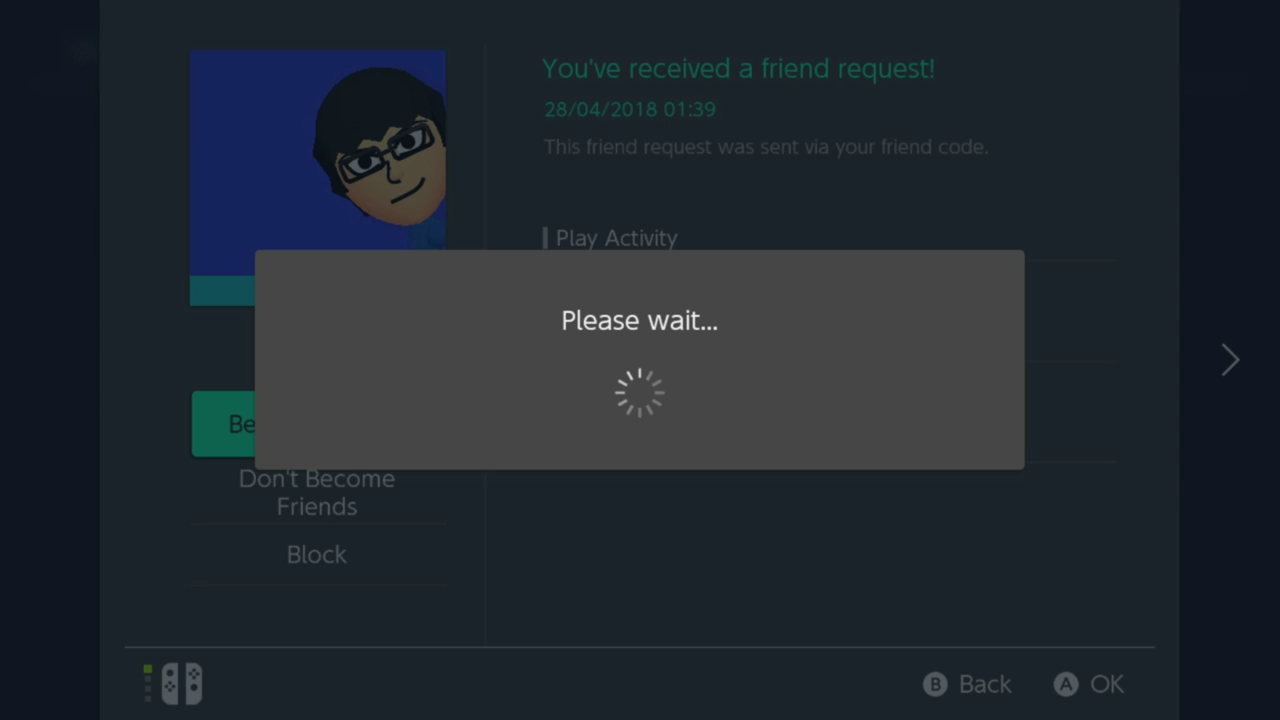 You've received a friend request!
28/04/2018 01:39
This friend request was sent via your friend code.
Play Activity
Please wait...
Be
Don't Become
Friends
Block
B Back
A OK